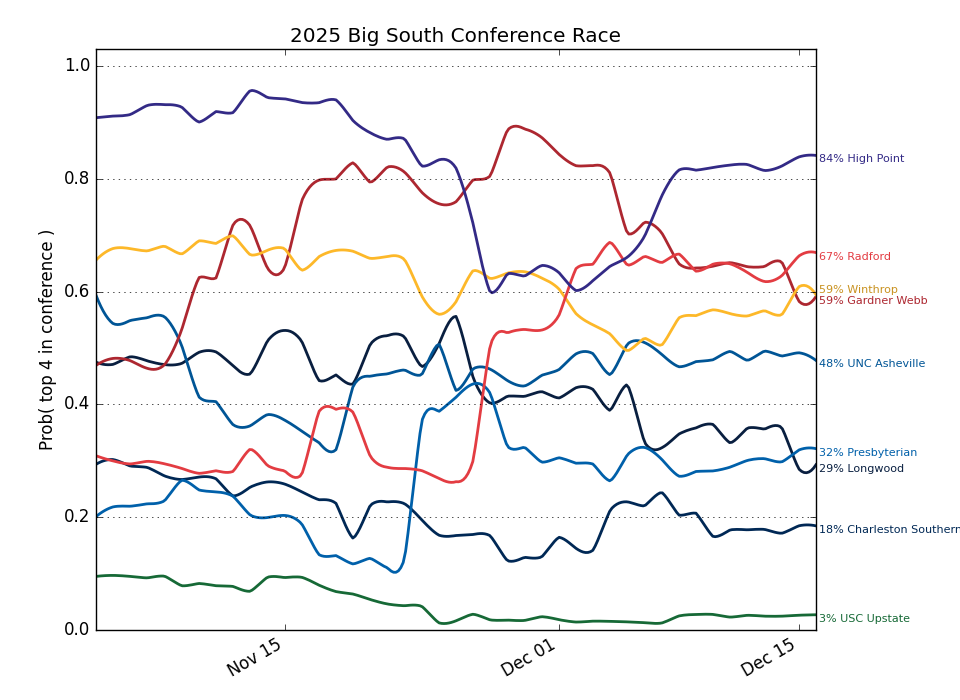 2025 Big South Conference Race
Prob( top 4 in conference )
1.0
0.8
0.6
0.4
0.2
0.0
Nov 15
Dec 01
Dec 15
84% High Point
67% Radford
59% Winthrop
59% Gardner Webb
48% UNC Asheville
32% Presbyterian
29% Longwood
18% Charleston Southern
3% USC Upstate